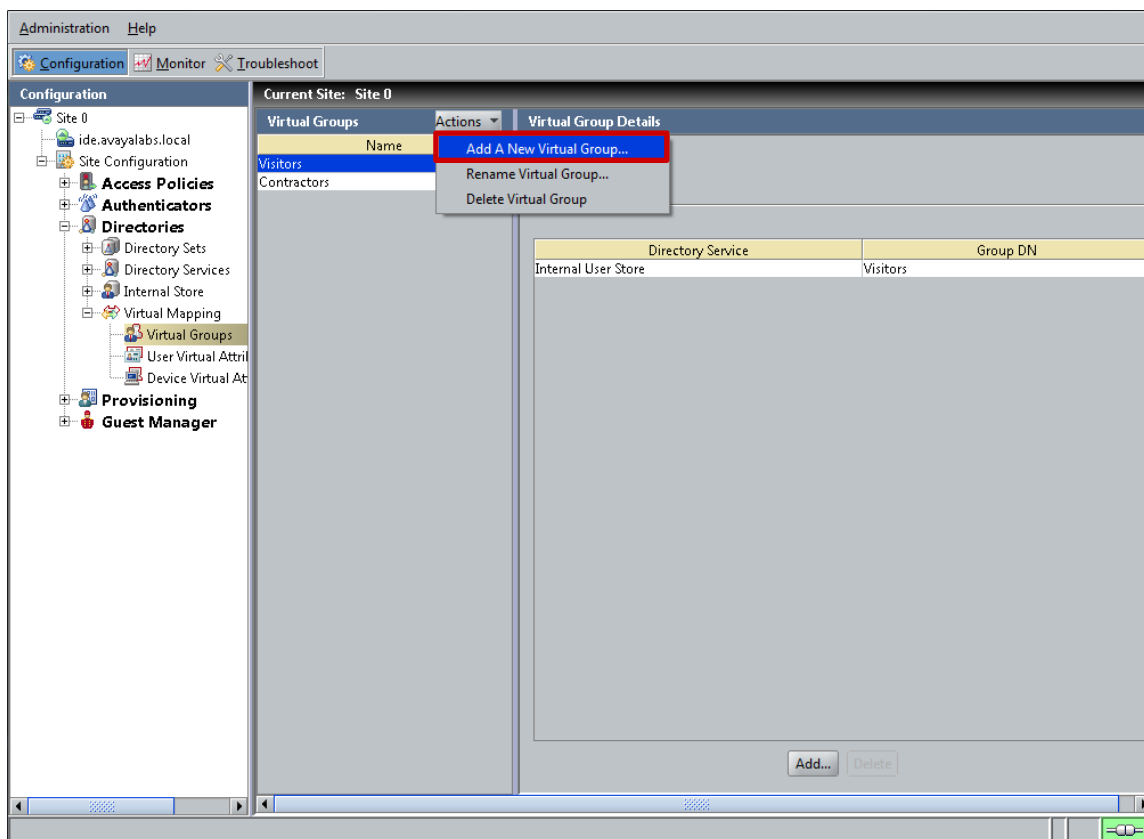 Administration Help
Configuration Monitor Troubleshoot
Configuration
Current Site: Site 0
Site 0
ide.avayalabs.local
Site Configuration
Access Policies
Authenticators
Directories
Directory Sets
Directory Services
Internal Store
Virtual Mapping
Virtual Groups
User Virtual
Device Virtual
Provisioning
Guest Manager
Virtual Groups Actions
Name
Visitors
Contractors
Add A New Virtual Group...
Rename Virtual Group...
Delete Virtual Group
Virtual Group Details
Directory Service Group DN
Internal User Store Visitors
Add... Delete